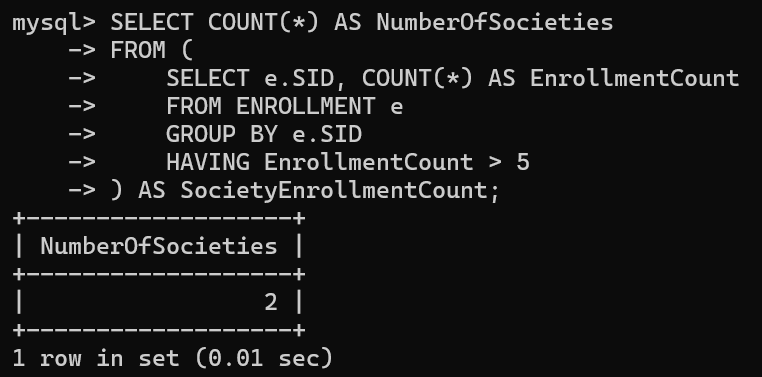 mysql> SELECT COUNT(*) AS NumberOfSocieties
    -> FROM (
    ->     SELECT e.SID, COUNT(*) AS EnrollmentCount
    ->     FROM ENROLLMENT e
    ->     GROUP BY e.SID
    ->     HAVING EnrollmentCount > 5
    -> ) AS SocietyEnrollmentCount;
+-------------------+
| NumberOfSocieties |
+-------------------+
|                 2 |
+-------------------+
1 row in set (0.01 sec)